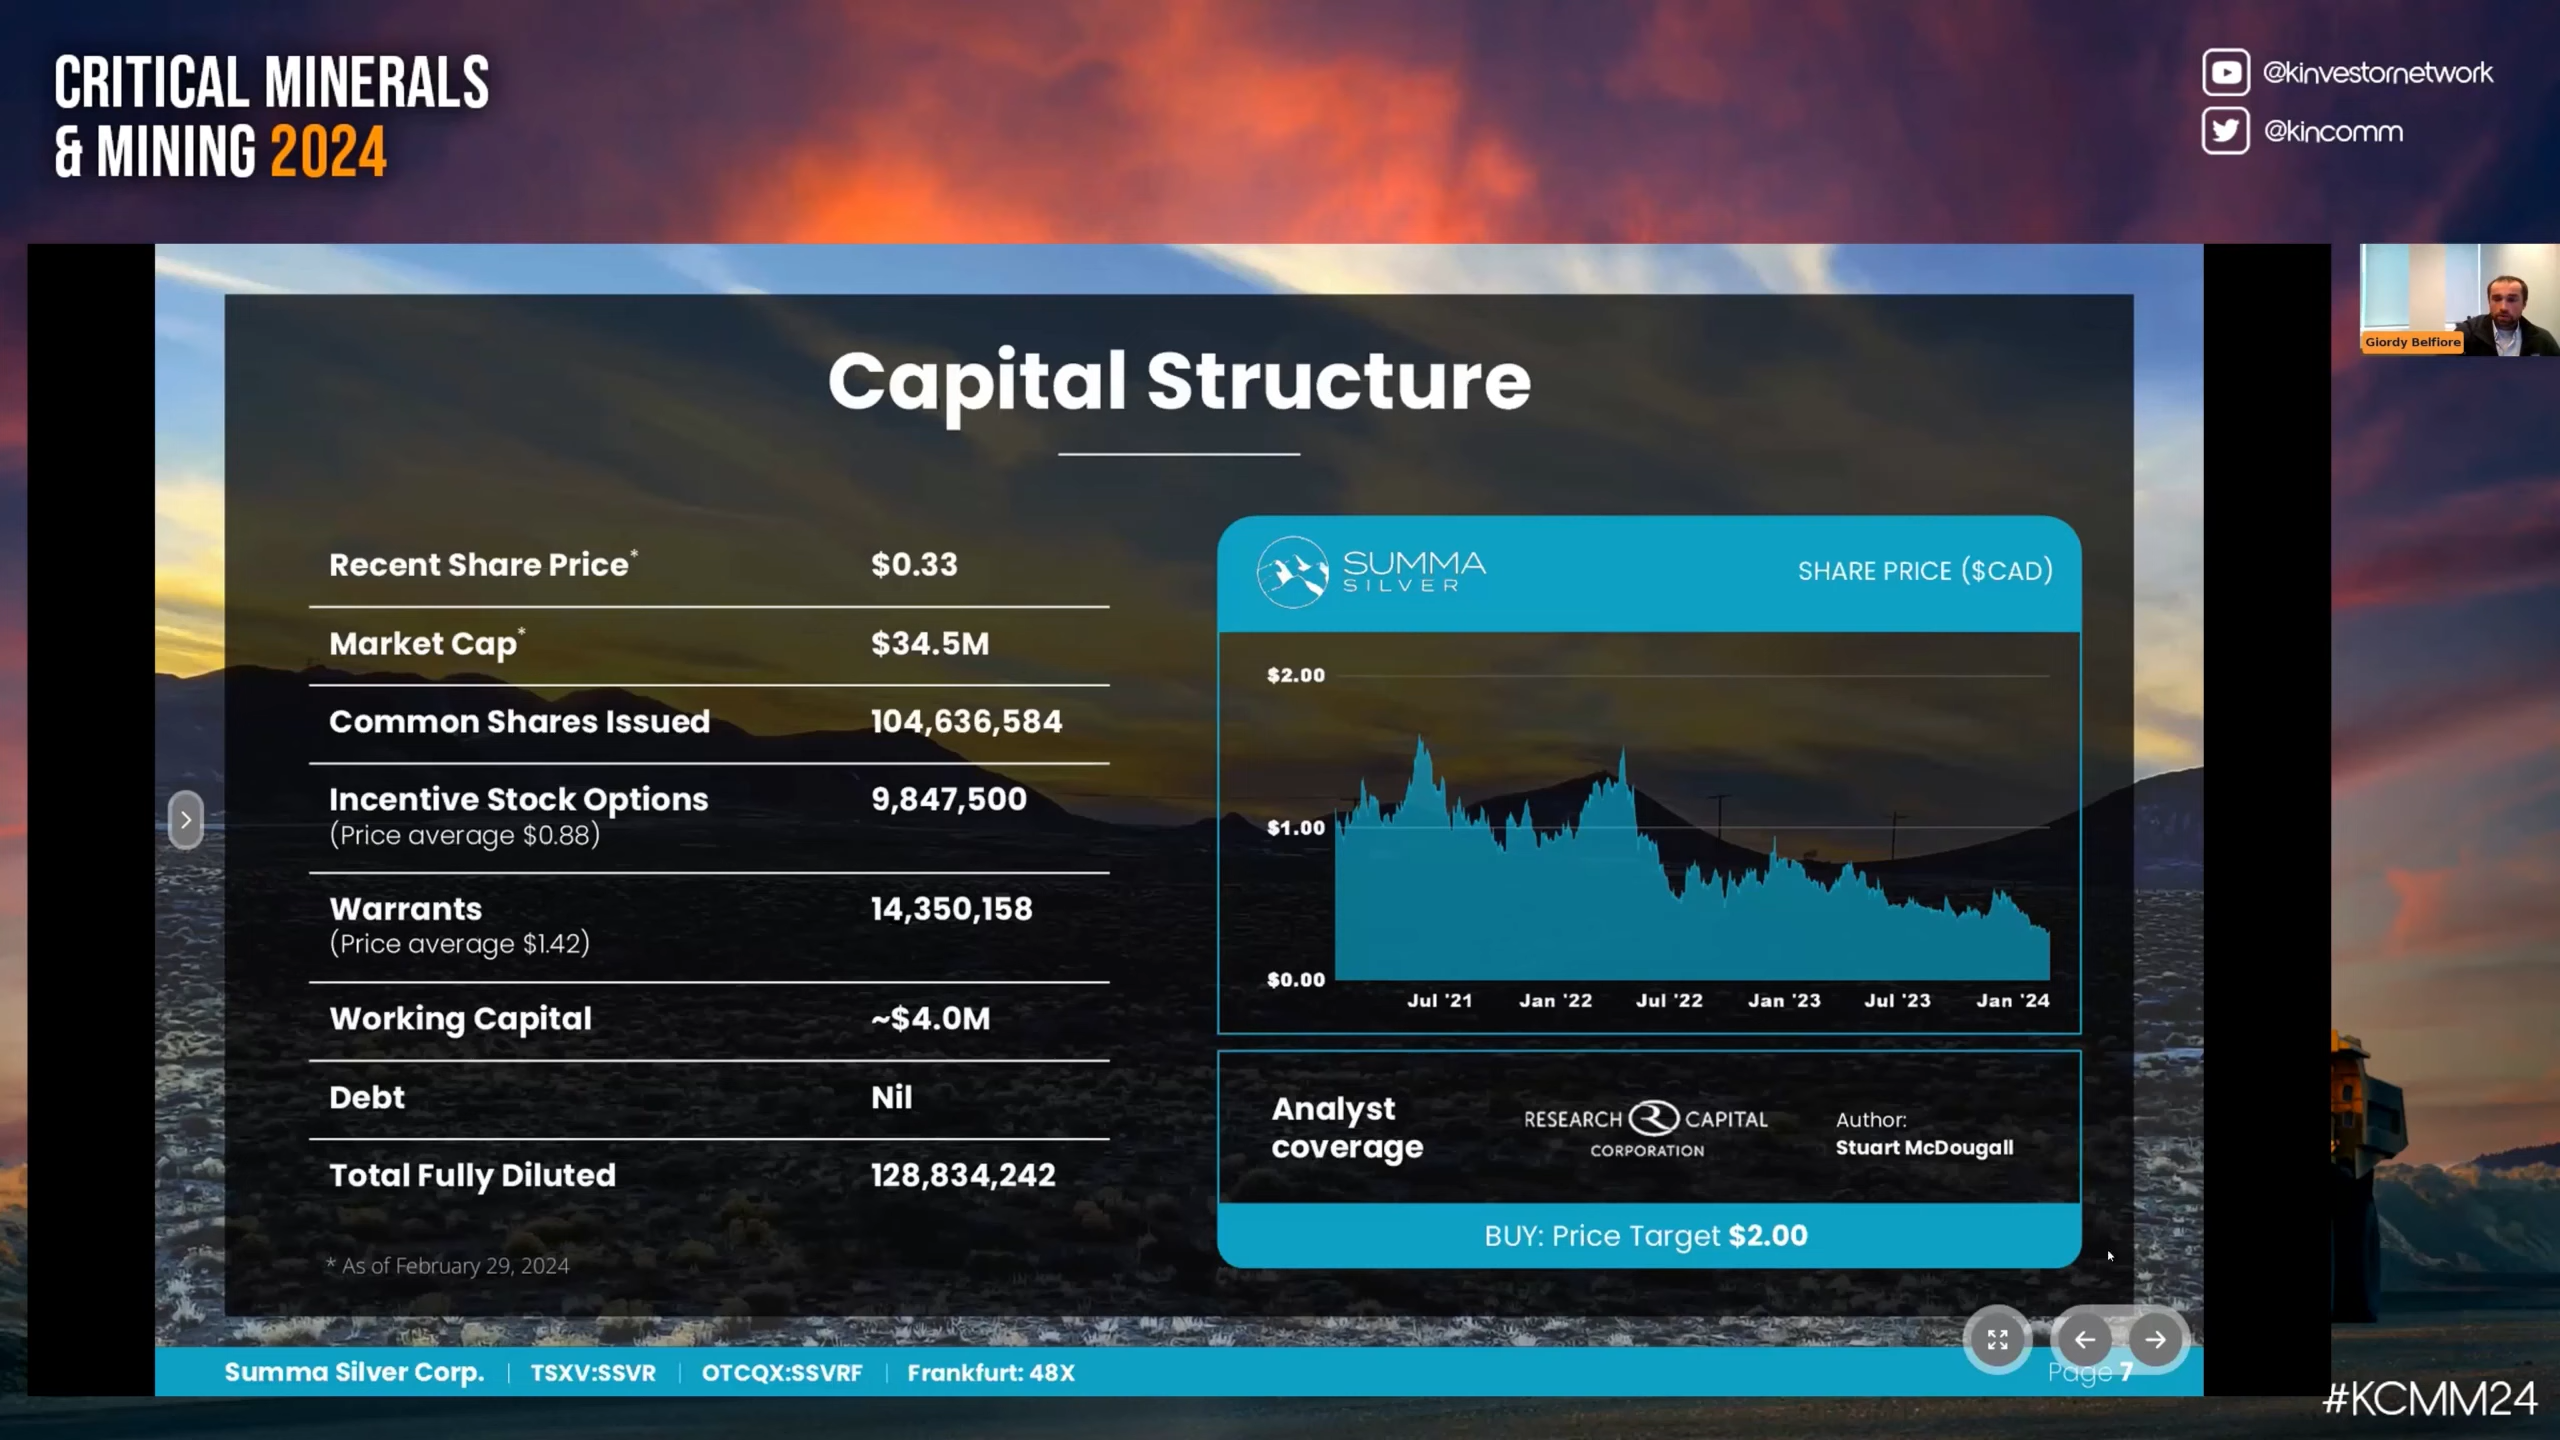 CRITICAL MINERALS
& MINING 2024
@kinvestornetwork
@kincomm
Giordy Belfiore
Capital Structure
Recent Share Price* $0.33
Market Cap* $34.5M
Common Shares Issued 104,636,584
Incentive Stock Options 9,847,500
(Price average $0.88)
Warrants 14,350,158
(Price average $1.42)
Working Capital ~$4.0M
Debt Nil
Total Fully Diluted 128,834,242
* As of February 29, 2024
SUMMA
SILVER
SHARE PRICE ($CAD)
$2.00
$1.00
$0.00
Jul '21 Jan '22 Jul '22 Jan '23 Jul '23 Jan '24
Analyst
coverage
RESEARCH R CAPITAL
CORPORATION
Author:
Stuart McDougall
BUY: Price Target $2.00
Summa Silver Corp. | TSXV:SSVR | OTCQX:SSVRF | Frankfurt: 48X
Page 7
#KCMM24